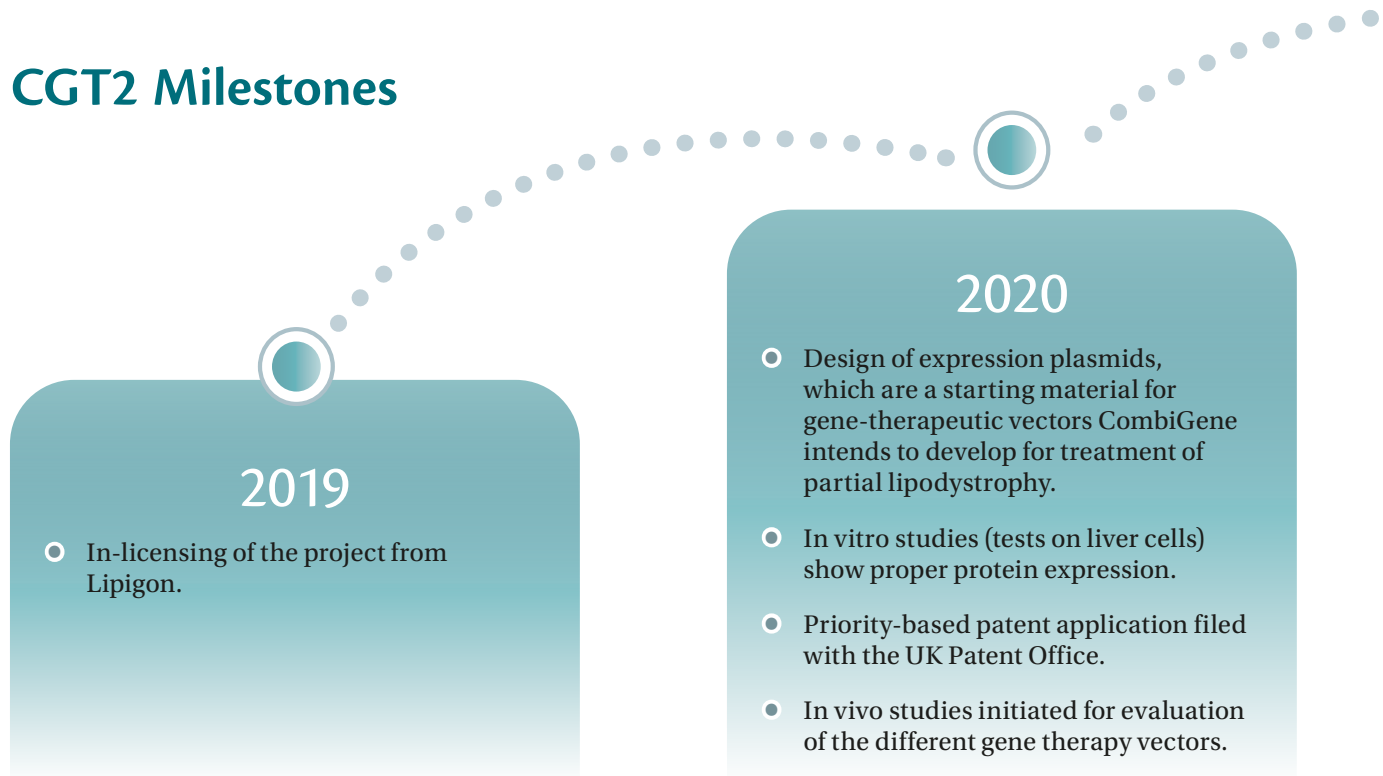 CGT2 Milestones
2019
In-licensing of the project from
Lipigon.
2020
Design of expression plasmids,
which are a starting material for
gene-therapeutic vectors CombiGene
intends to develop for treatment of
partial lipodystrophy.
In vitro studies (tests on liver cells)
show proper protein expression.
Priority-based patent application filed
with the UK Patent Office.
In vivo studies initiated for evaluation
of the different gene therapy vectors.